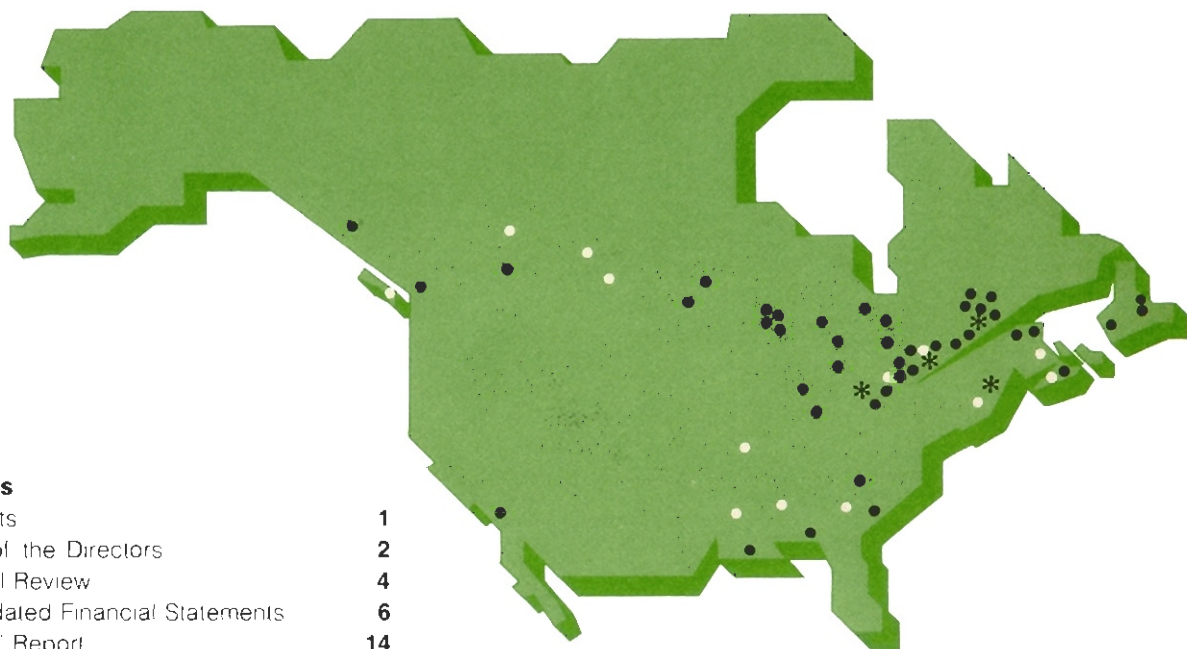 s
ts 1
of the Directors 2
l Review 4
dated Financial Statements 6
' Report 14